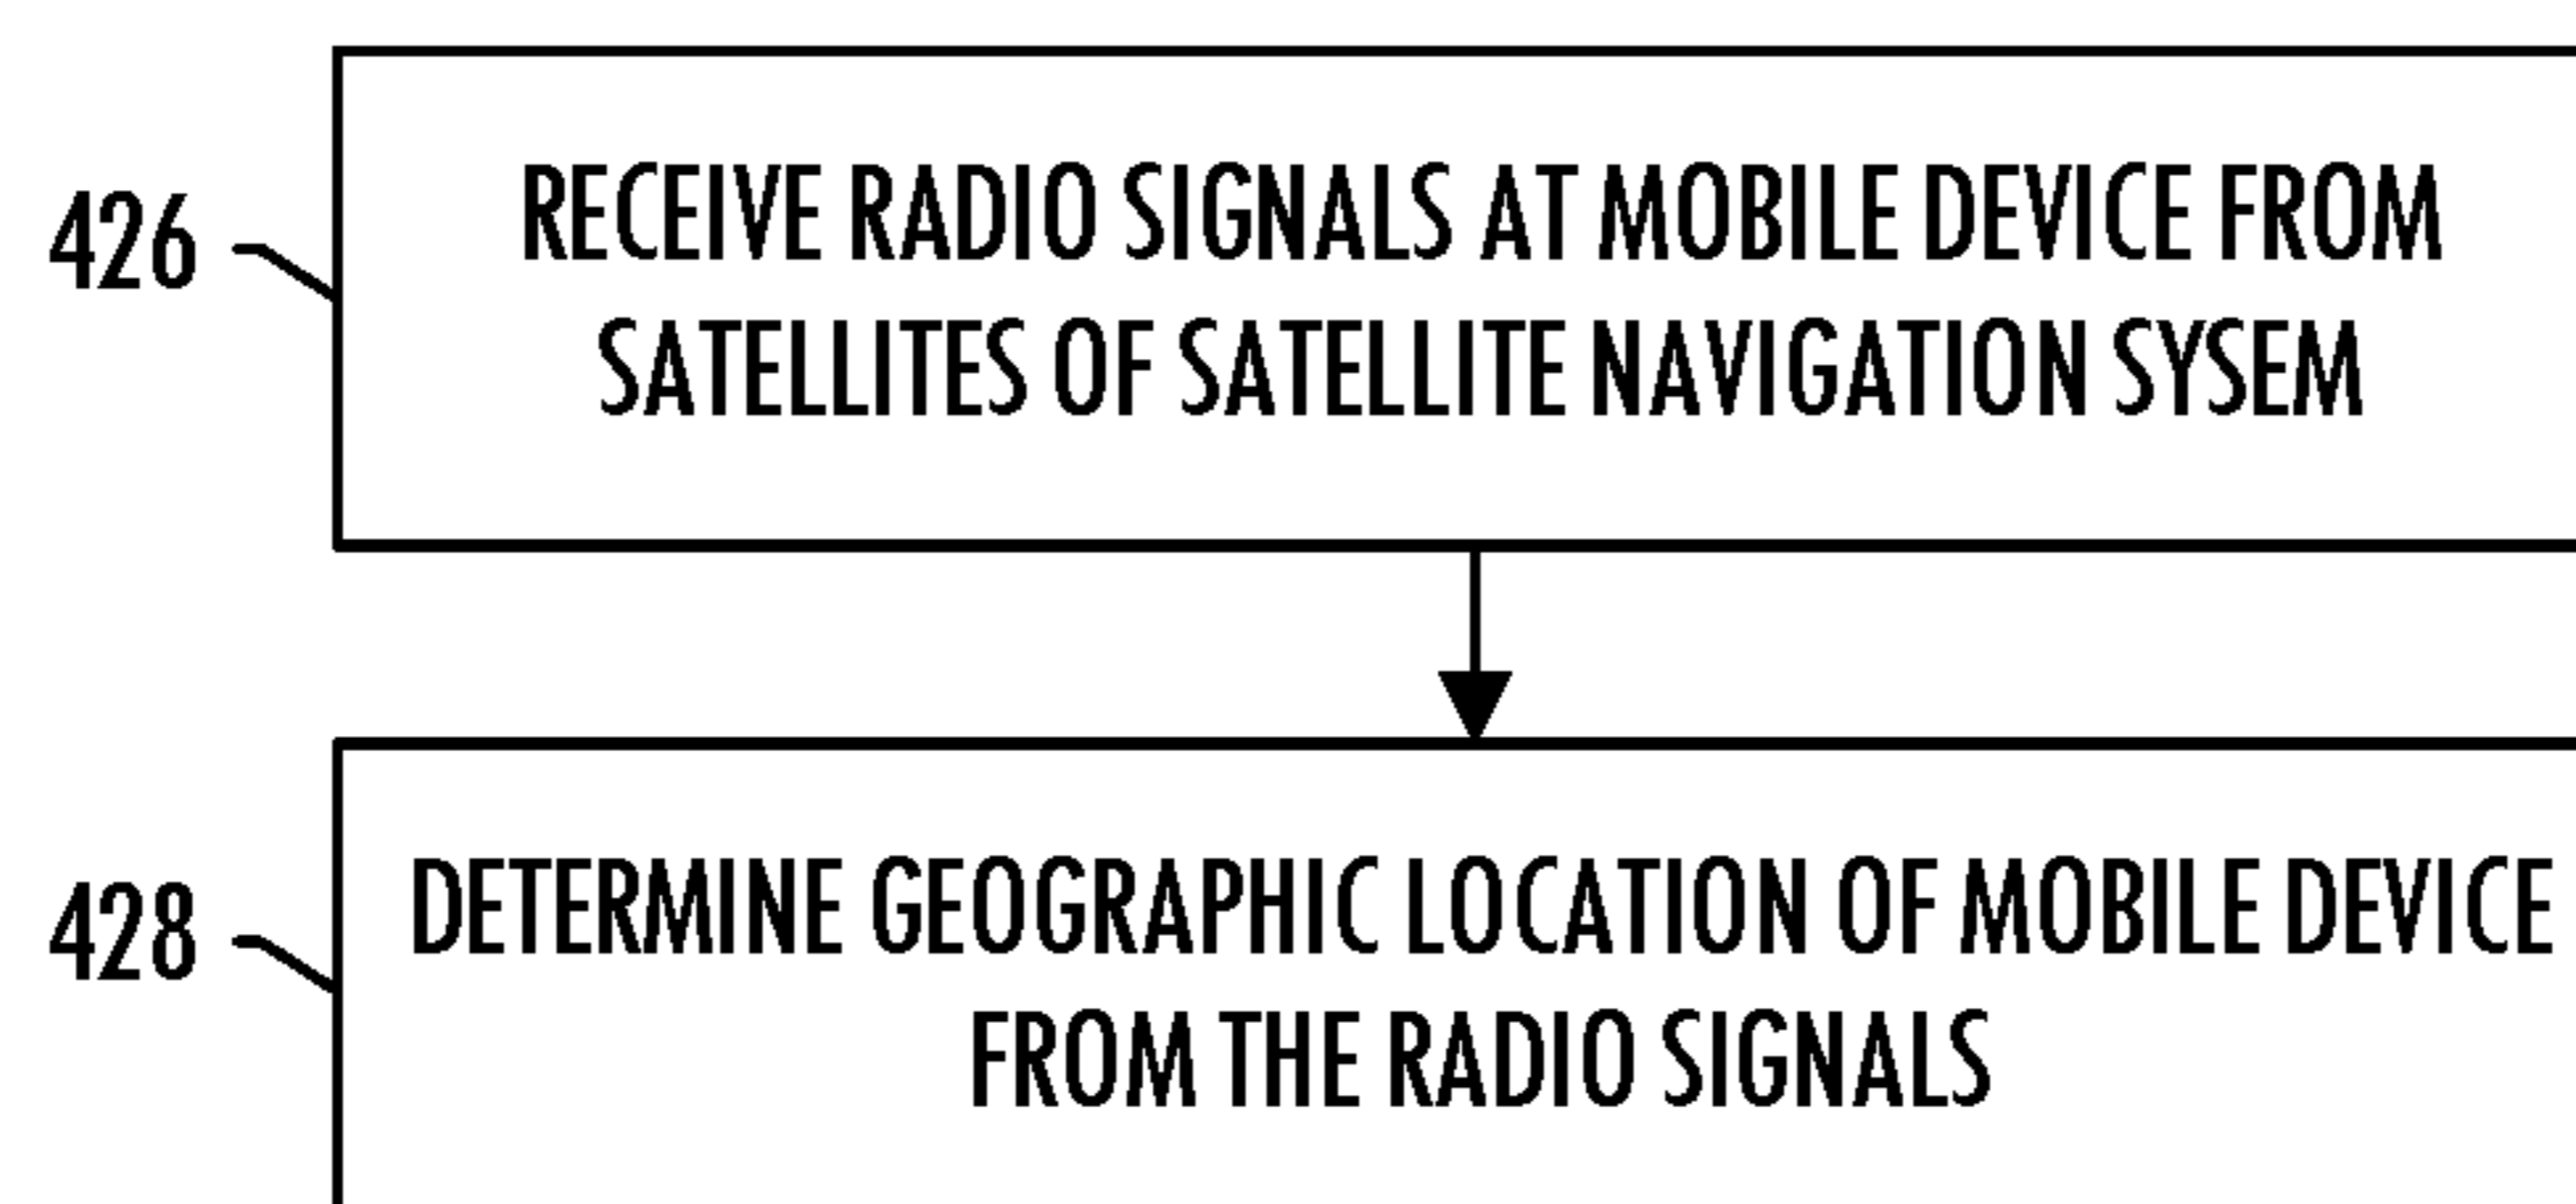 426
RECEIVE RADIO SIGNALS AT MOBILE DEVICE FROM
SATELLITES OF SATELLITE NAVIGATION SYSEM
428
DETERMINE GEOGRAPHIC LOCATION OF MOBILE DEVICE
FROM THE RADIO SIGNALS